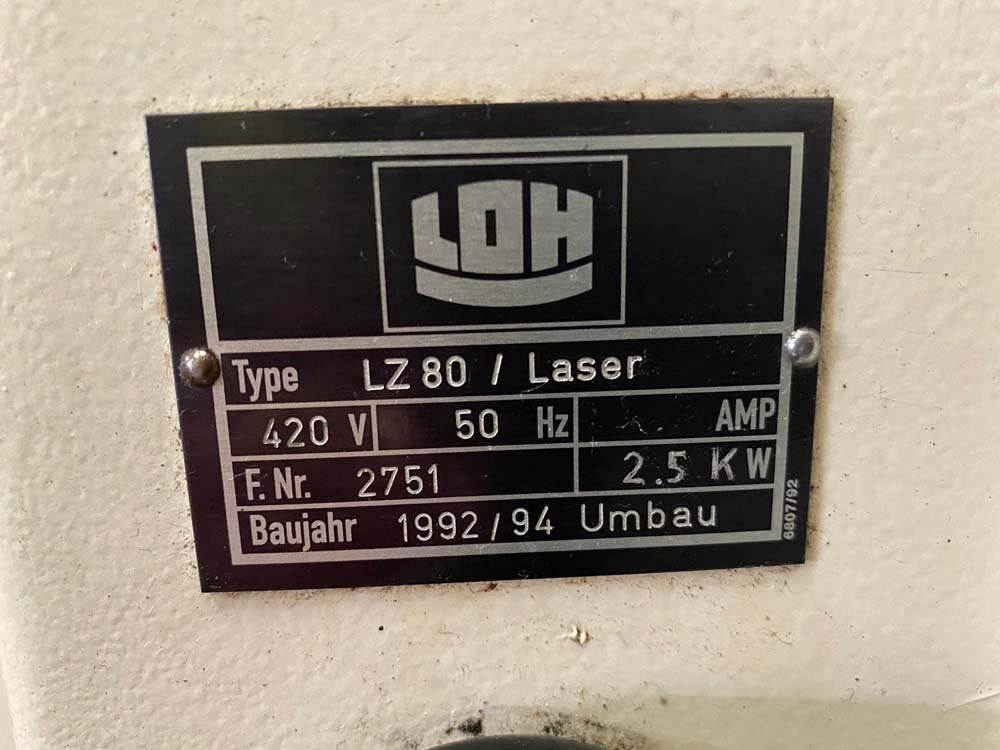 LOH
Type LZ 80 / Laser
420 V 50 Hz AMP
F. Nr. 2751 2.5 KW
Baujahr 1992/94 Umbau
6807/92